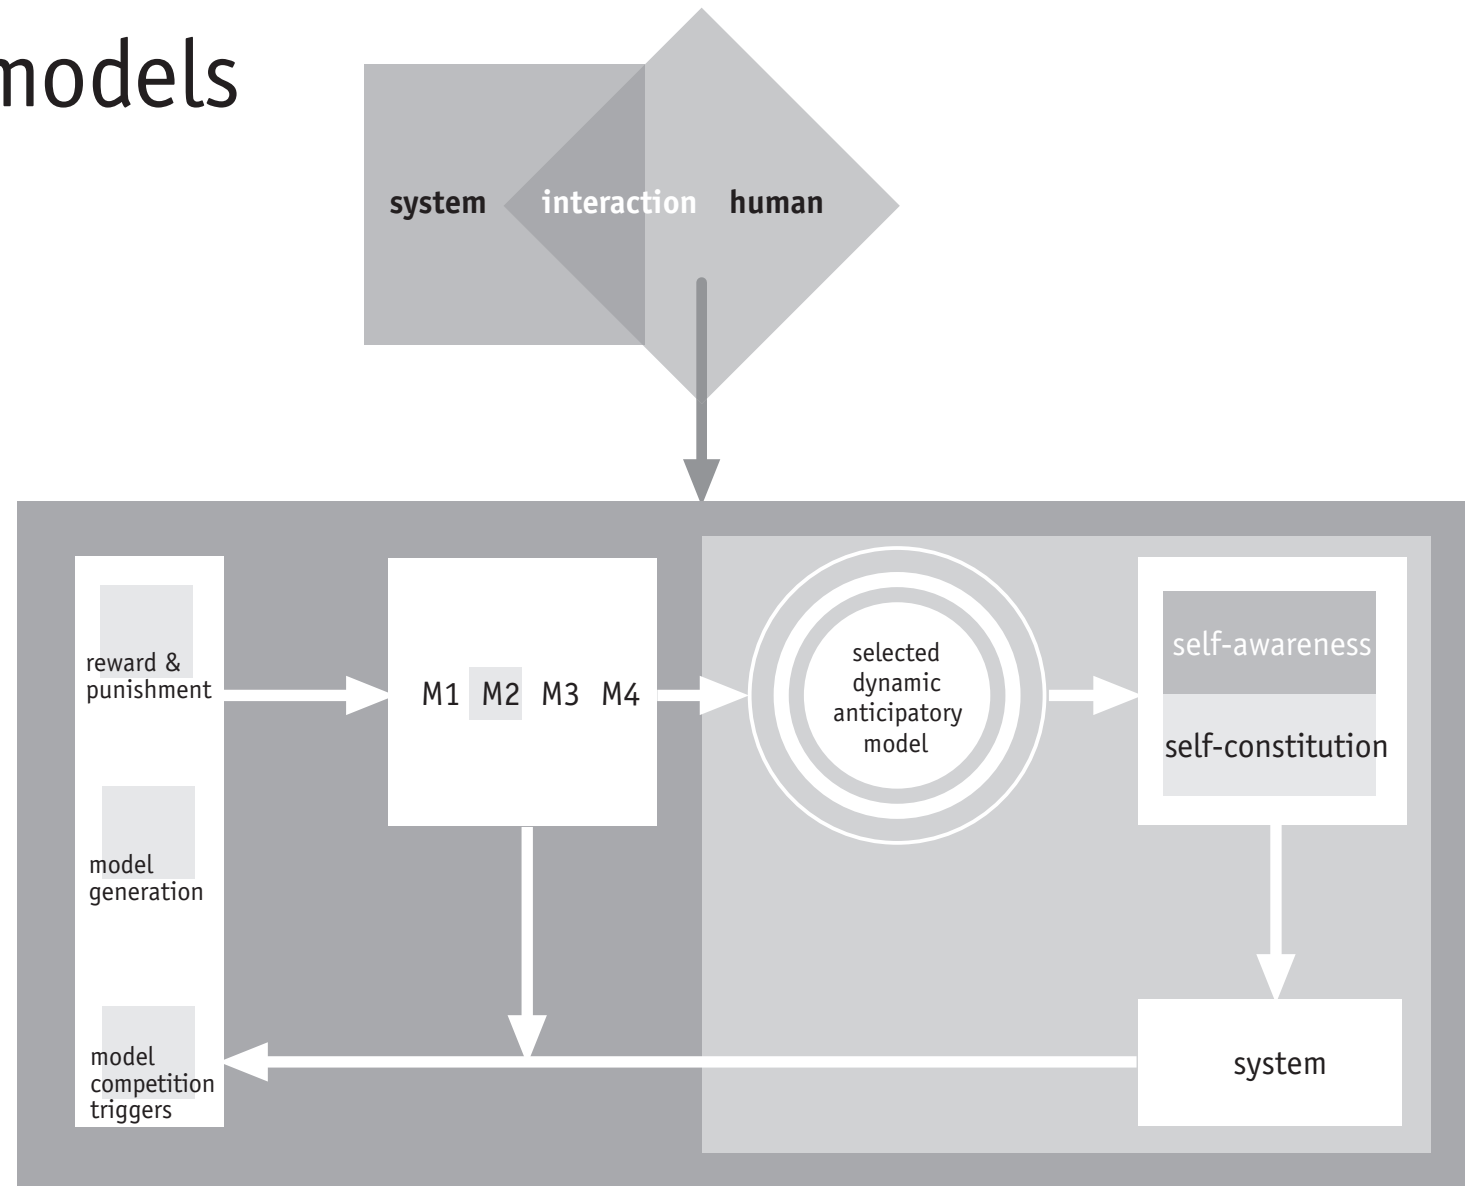 models
system interaction human
reward &
punishment
model
generation
model
competition
triggers
M1 M2 M3 M4
selected
dynamic
anticipatory
model
self-awareness
self-constitution
system